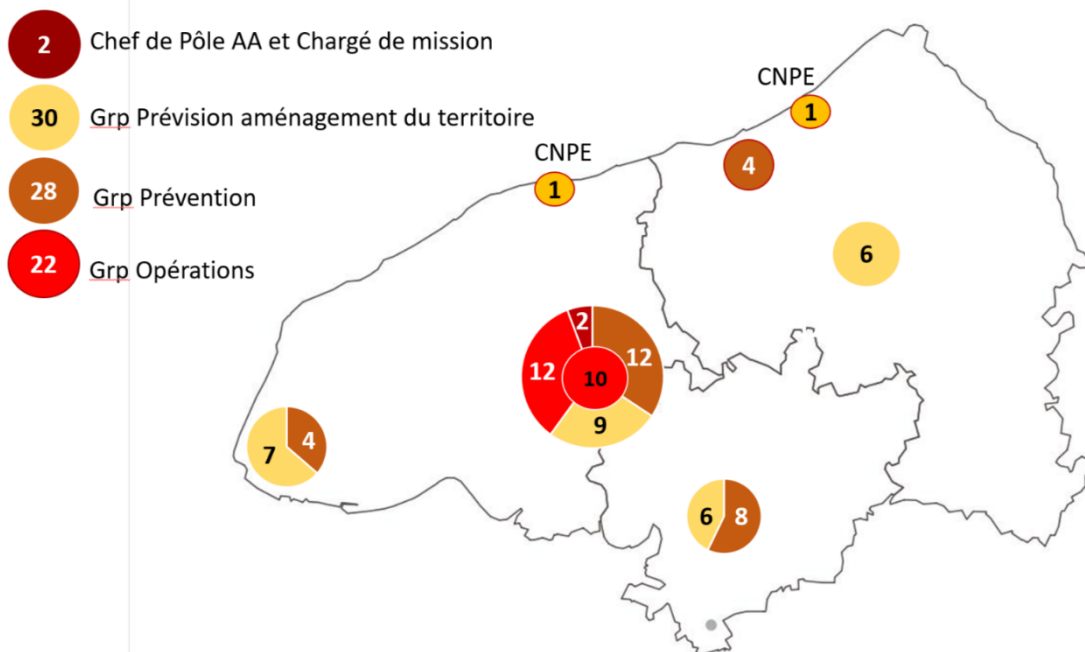 2 Chef de Pôle AA et Chargé de mission
30 Grp Prévision aménagement du territoire
28 Grp Prévention
22 Grp Opérations
CNPE
1
CNPE
1
4
6
2
12
12
10
9
7
4
6
8